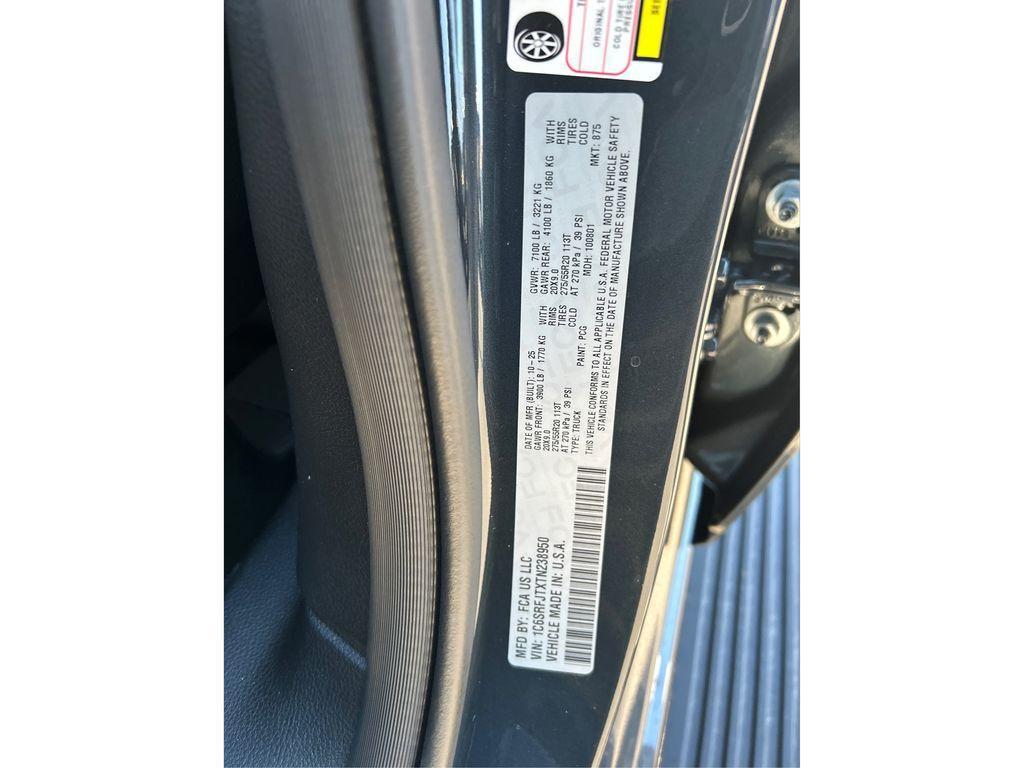 ORIGINAL
COLD TIRE
PRESSU
MFD BY: FCA US LLC
VIN: 1C6SRFJTXTN238950
VEHICLE MADE IN: U.S.A.
DATE OF MFR (BUILT): 10-25
GAWR FRONT: 3900 LB / 1770 KG WITH
20X9.0 RIMS
275/55R20 113T TIRES
AT 270 kPa / 39 PSI COLD
TYPE: TRUCK PAINT: PCG
GVWR: 7100 LB / 3221 KG
GAWR REAR: 4100 LB / 1860 KG WITH
20X9.0 RIMS
275/55R20 113T TIRES
AT 270 kPa / 39 PSI COLD
MDH: 100801 MKT: 875
THIS VEHICLE CONFORMS TO ALL APPLICABLE U.S.A. FEDERAL MOTOR VEHICLE SAFETY
STANDARDS IN EFFECT ON THE DATE OF MANUFACTURE SHOWN ABOVE.